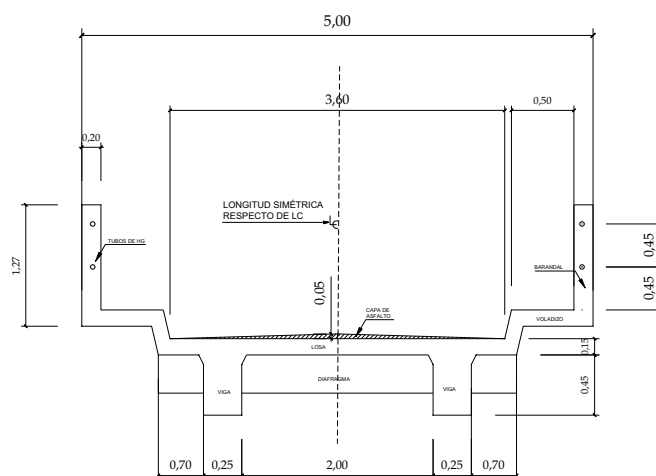 5,00
3,60
0,50
0,20
LONGITUD SIMÉTRICA
RESPECTO DE LC
TUBOS DE HG
1,27
0,45
0,45
BARANDAL
0,05
CAPA DE
ASFALTO
VOLADIZO
LOSA
0,15
DIAFRAGMA
VIGA
VIGA
0,45
0,70
0,25
2,00
0,25
0,70